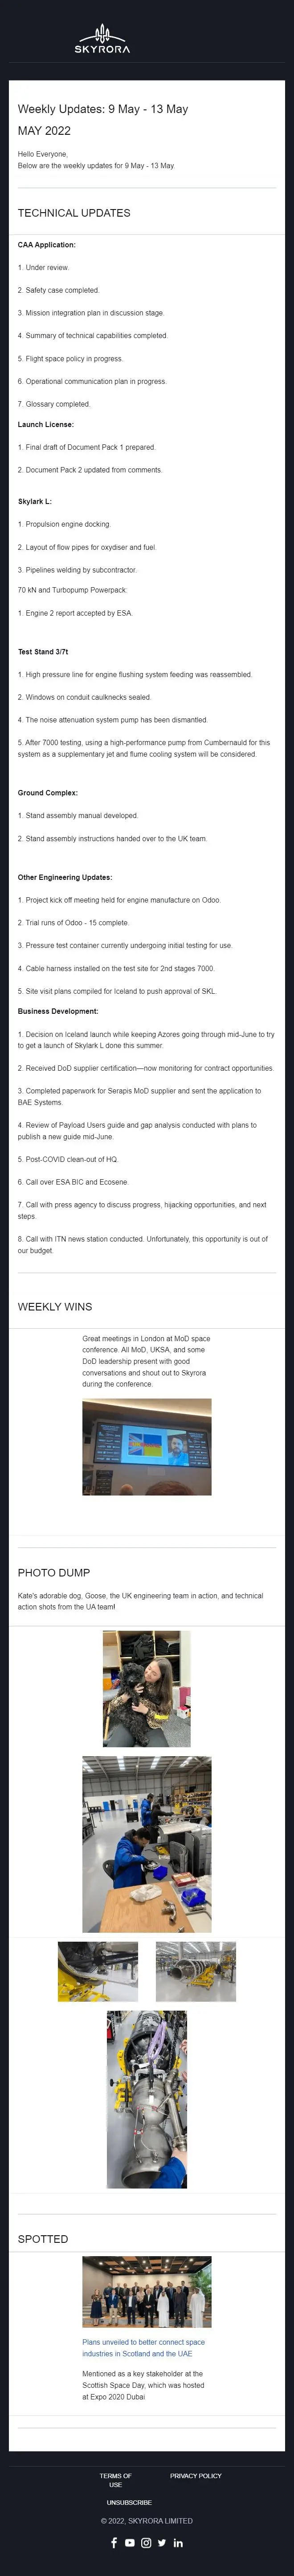 SKYRORA
Weekly Updates: 9 May - 13 May
MAY 2022
Hello Everyone,
Below are the weekly updates for 9 May - 13 May.
TECHNICAL UPDATES
CAA Application:
1. Under review.
2. Safety case completed.
3. Mission integration plan in discussion stage.
4. Summary of technical capabilities completed.
5. Flight space policy in progress.
6. Operational communication plan in progress.
7. Glossary completed.
Launch License:
1. Final draft of Document Pack 1 prepared.
2. Document Pack 2 updated from comments.
Skylark L:
1. Propulsion engine docking.
2. Layout of flow pipes for oxydiser and fuel.
3. Pipelines welding by subcontractor.
70 kN and Turbopump Powerpack:
1. Engine 2 report accepted by ESA.
Test Stand 3/7t
1. High pressure line for engine flushing system feeding was reassembled.
2. Windows on conduit caulknecks sealed.
4. The noise attenuation system pump has been dismantled.
5. After 7000 testing, using a high-performance pump from Cumbernauld for this
system as a supplementary jet and flume cooling system will be considered.
Ground Complex:
1. Stand assembly manual developed.
2. Stand assembly instructions handed over to the UK team.
Other Engineering Updates:
1. Project kick off meeting held for engine manufacture on Odoo.
2. Trial runs of Odoo - 15 complete.
3. Pressure test container currently undergoing initial testing for use.
4. Cable harness installed on the test site for 2nd stages 7000.
5. Site visit plans compiled for Iceland to push approval of SKL.
Business Development:
1. Decision on Iceland launch while keeping Azores going through mid-June to try
to get a launch of Skylark L done this summer.
2. Received DoD supplier certification—now monitoring for contract opportunities.
3. Completed paperwork for Serapis MoD supplier and sent the application to
BAE Systems.
4. Review of Payload Users guide and gap analysis conducted with plans to
publish a new guide mid-June.
5. Post-COVID clean-out of HQ.
6. Call over ESA BIC and Ecosene.
7. Call with press agency to discuss progress, hijacking opportunities, and next
steps.
8. Call with ITN news station conducted. Unfortunately, this opportunity is out of
our budget.
WEEKLY WINS
Great meetings in London at MoD space
conference. All MoD, UKSA, and some
DoD leadership present with good
conversations and shout out to Skyrora
during the conference.
PHOTO DUMP
Kate's adorable dog, Goose, the UK engineering team in action, and technical
action shots from the UA team!
SPOTTED
Plans unveiled to better connect space
industries in Scotland and the UAE
Mentioned as a key stakeholder at the
Scottish Space Day, which was hosted
at Expo 2020 Dubai
TERMS OF
USE
PRIVACY POLICY
UNSUBSCRIBE
© 2022, SKYRORA LIMITED